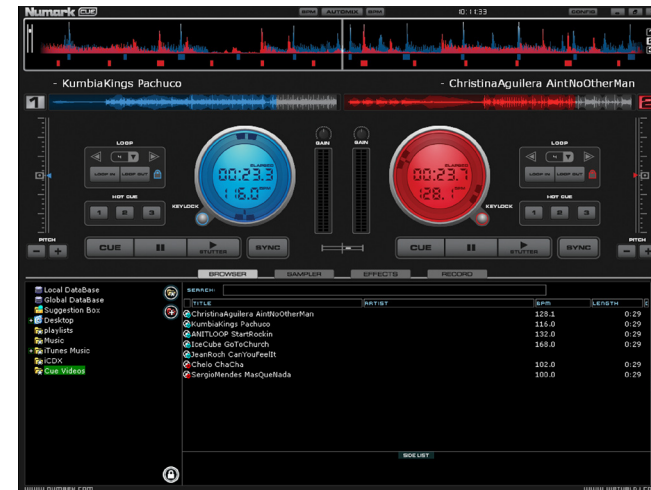 Numark CUE BPM AUTOMIX BPM 10:11:33 CONFIG
- KumbiaKings Pachuco - ChristinaAguilera AintNoOtherMan
1 2
LOOP GAIN GAIN LOOP
4 ELAPSED ELAPSED 4
LOOP IN LOOP OUT 00:23.3 00:23.7 LOOP IN LOOP OUT
116.0 BPM 128.1 BPM
HOT CUE HOT CUE
1 2 3 KEYLOCK KEYLOCK 1 2 3
PITCH PITCH
CUE STUTTER SYNC CUE STUTTER SYNC
BROWSER SAMPLER EFFECTS RECORD
Local DataBase SEARCH:
Global DataBase TITLE ARTIST BPM LENGTH
Suggestion Box ChristinaAguilera AintNoOtherMan 128.1 0:29
Desktop KumbiaKings Pachuco 116.0 0:29
playlists ANITLOOP StartRockin 132.0 0:29
Music IceCube GoToChurch 168.0 0:29
iTunes Music JeanRoch CanYouFeelIt
iCDX Chelo ChaCha 102.0 0:29
Cue Videos SergioMendes MasQueNada 100.0 0:29
SIDE LIST